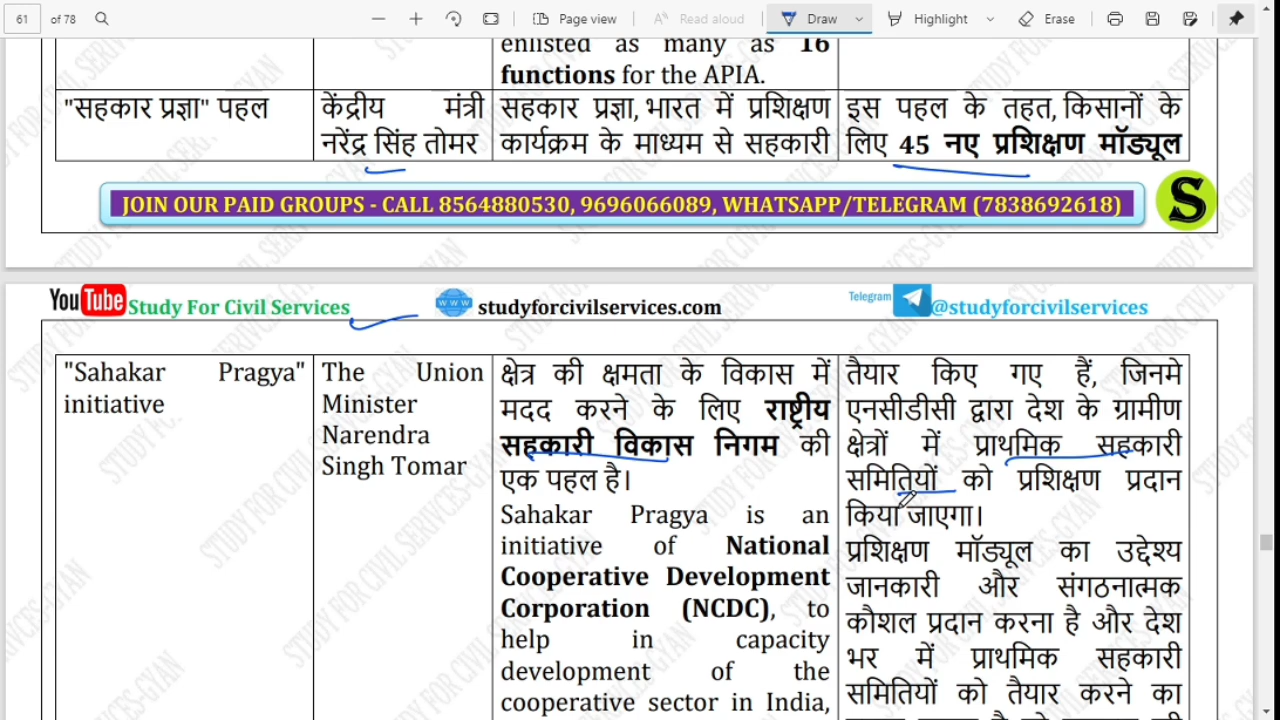 61 of 78 Page view Read aloud Draw Highlight Erase
enlisted as many as 16
functions for the APIA.
"सहकार प्रज्ञा" पहल
केंद्रीय मंत्री
नरेंद्र सिंह तोमर
सहकार प्रज्ञा, भारत में प्रशिक्षण
कार्यक्रम के माध्यम से सहकारी
इस पहल के तहत, किसानों के
लिए 45 नए प्रशिक्षण मॉड्यूल
JOIN OUR PAID GROUPS - CALL 8564880530, 9696066089, WHATSAPP/TELEGRAM (7838692618)
S
YouTube Study For Civil Services
www studyforcivilservices.com
Telegram @studyforcivilservices
"Sahakar Pragya"
initiative
The Union
Minister
Narendra
Singh Tomar
क्षेत्र की क्षमता के विकास में
मदद करने के लिए राष्ट्रीय
सहकारी विकास निगम की
एक पहल है।
Sahakar Pragya is an
initiative of National
Cooperative Development
Corporation (NCDC), to
help in capacity
development of the
cooperative sector in India,
तैयार किए गए हैं, जिनमे
एनसीडीसी द्वारा देश के ग्रामीण
क्षेत्रों में प्राथमिक सहकारी
समितियों को प्रशिक्षण प्रदान
किया जाएगा।
प्रशिक्षण मॉड्यूल का उद्देश्य
जानकारी और संगठनात्मक
कौशल प्रदान करना है और देश
भर में प्राथमिक सहकारी
समितियों को तैयार करने का